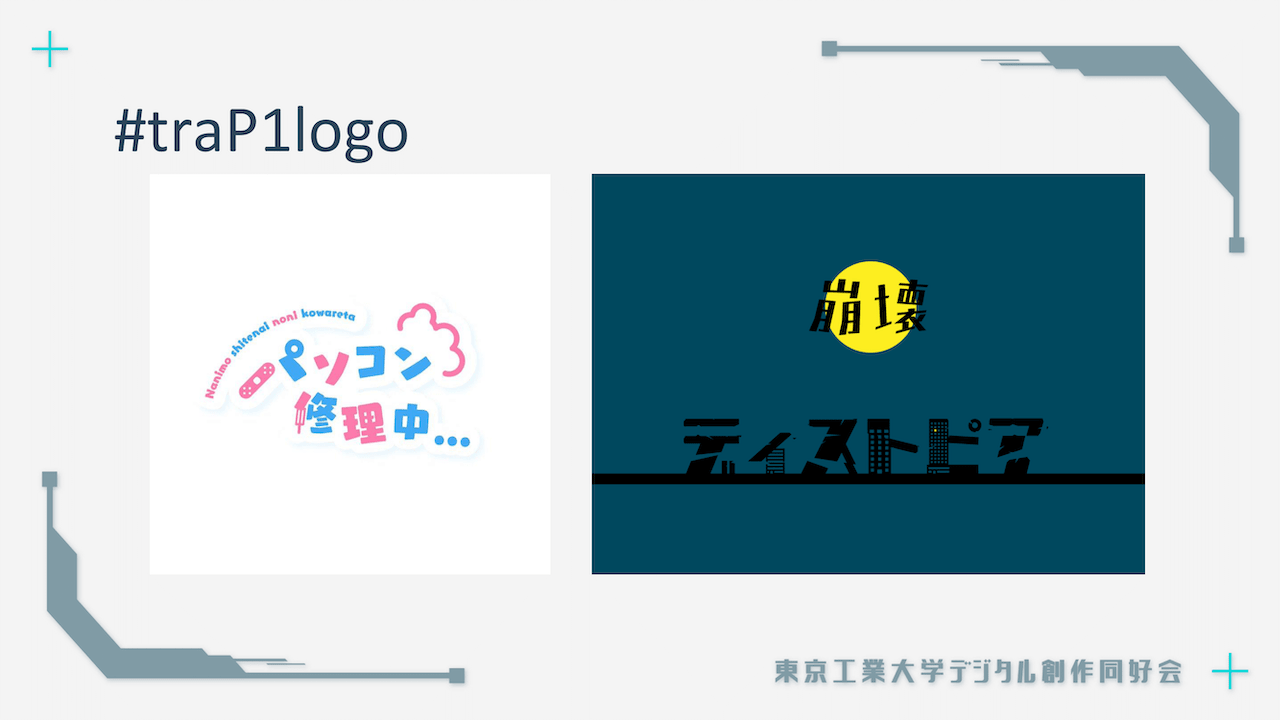 #traP1logo
Nanimo shitenai noni kowareta
パソコン
修理中...
崩壊
ディストピア
東京工業大学デジタル創作同好会